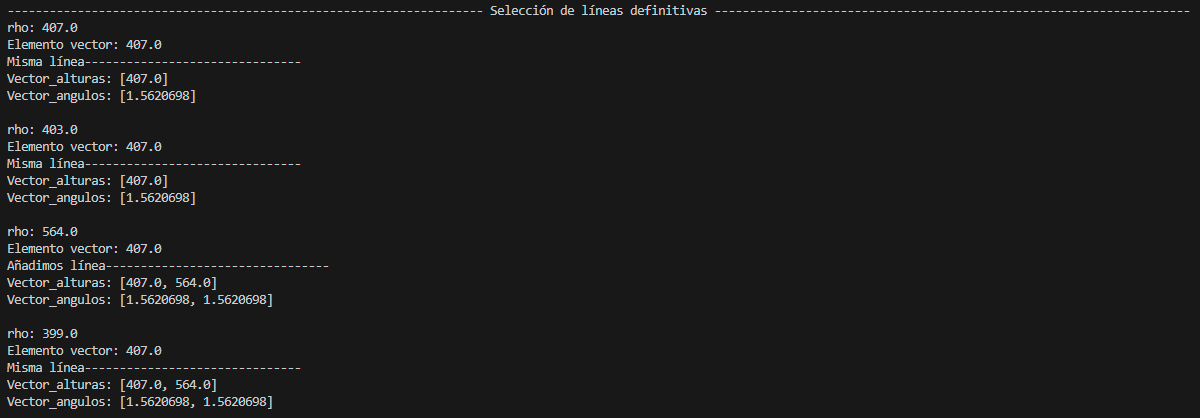 -------------------------------------------------------------------- Selección de líneas definitivas --------------------------------------------------------------------
rho: 407.0
Elemento vector: 407.0
Misma línea-------------------------------
Vector_alturas: [407.0]
Vector_angulos: [1.5620698]

rho: 403.0
Elemento vector: 407.0
Misma línea-------------------------------
Vector_alturas: [407.0]
Vector_angulos: [1.5620698]

rho: 564.0
Elemento vector: 407.0
Añadimos línea--------------------------------
Vector_alturas: [407.0, 564.0]
Vector_angulos: [1.5620698, 1.5620698]

rho: 399.0
Elemento vector: 407.0
Misma línea-------------------------------
Vector_alturas: [407.0, 564.0]
Vector_angulos: [1.5620698, 1.5620698]